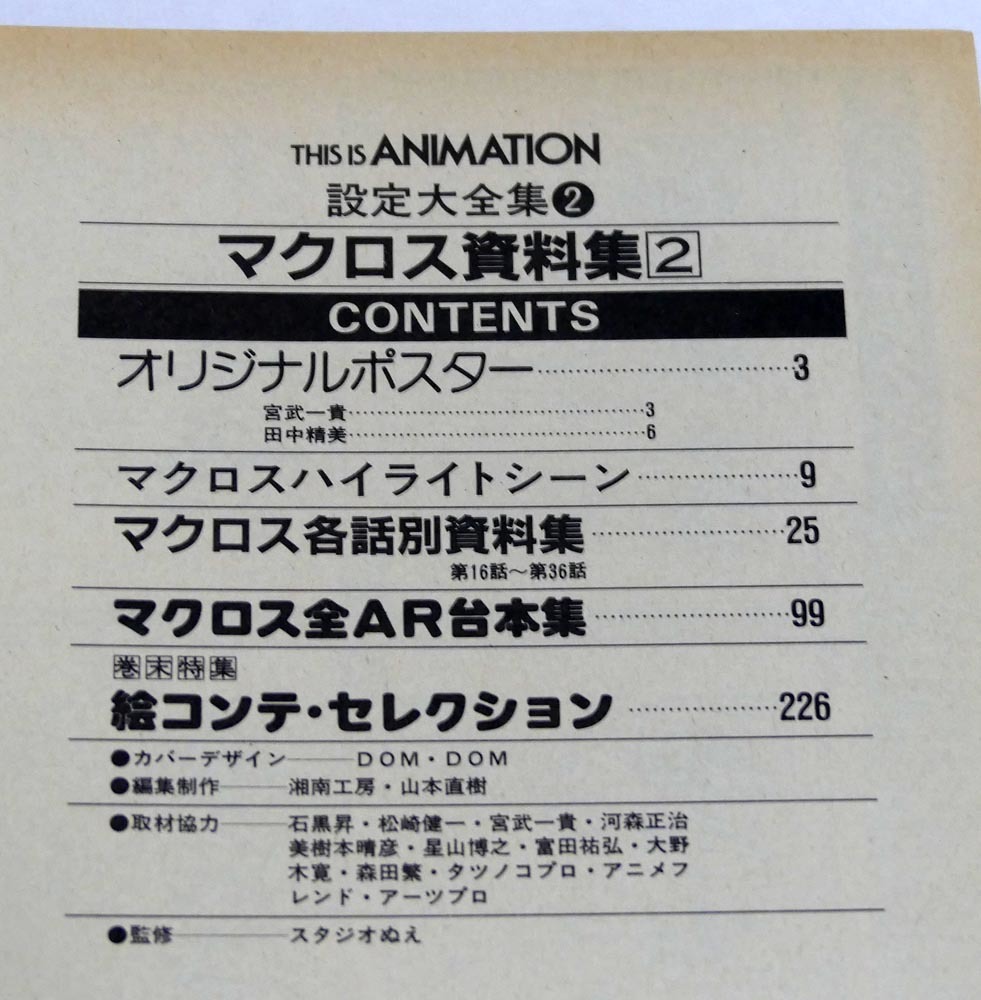 THIS IS ANIMATION
設定大全集❷
マクロス資料集2
CONTENTS
オリジナルポスター……3
宮武一貴……3
田中精美……6
マクロスハイライトシーン……9
マクロス各話別資料集……25
第16話～第36話
マクロス全AR台本集……99
巻末特集
絵コンテ・セレクション……226
●カバーデザイン――DOM・DOM
●編集制作――湘南工房・山本直樹
●取材協力――石黒昇・松崎健一・宮武一貴・河森正治
美樹本晴彦・星山博之・富田祐弘・大野
木寛・森田繁・タツノコプロ・アニメフ
レンド・アーツプロ
●監修――スタジオぬえ